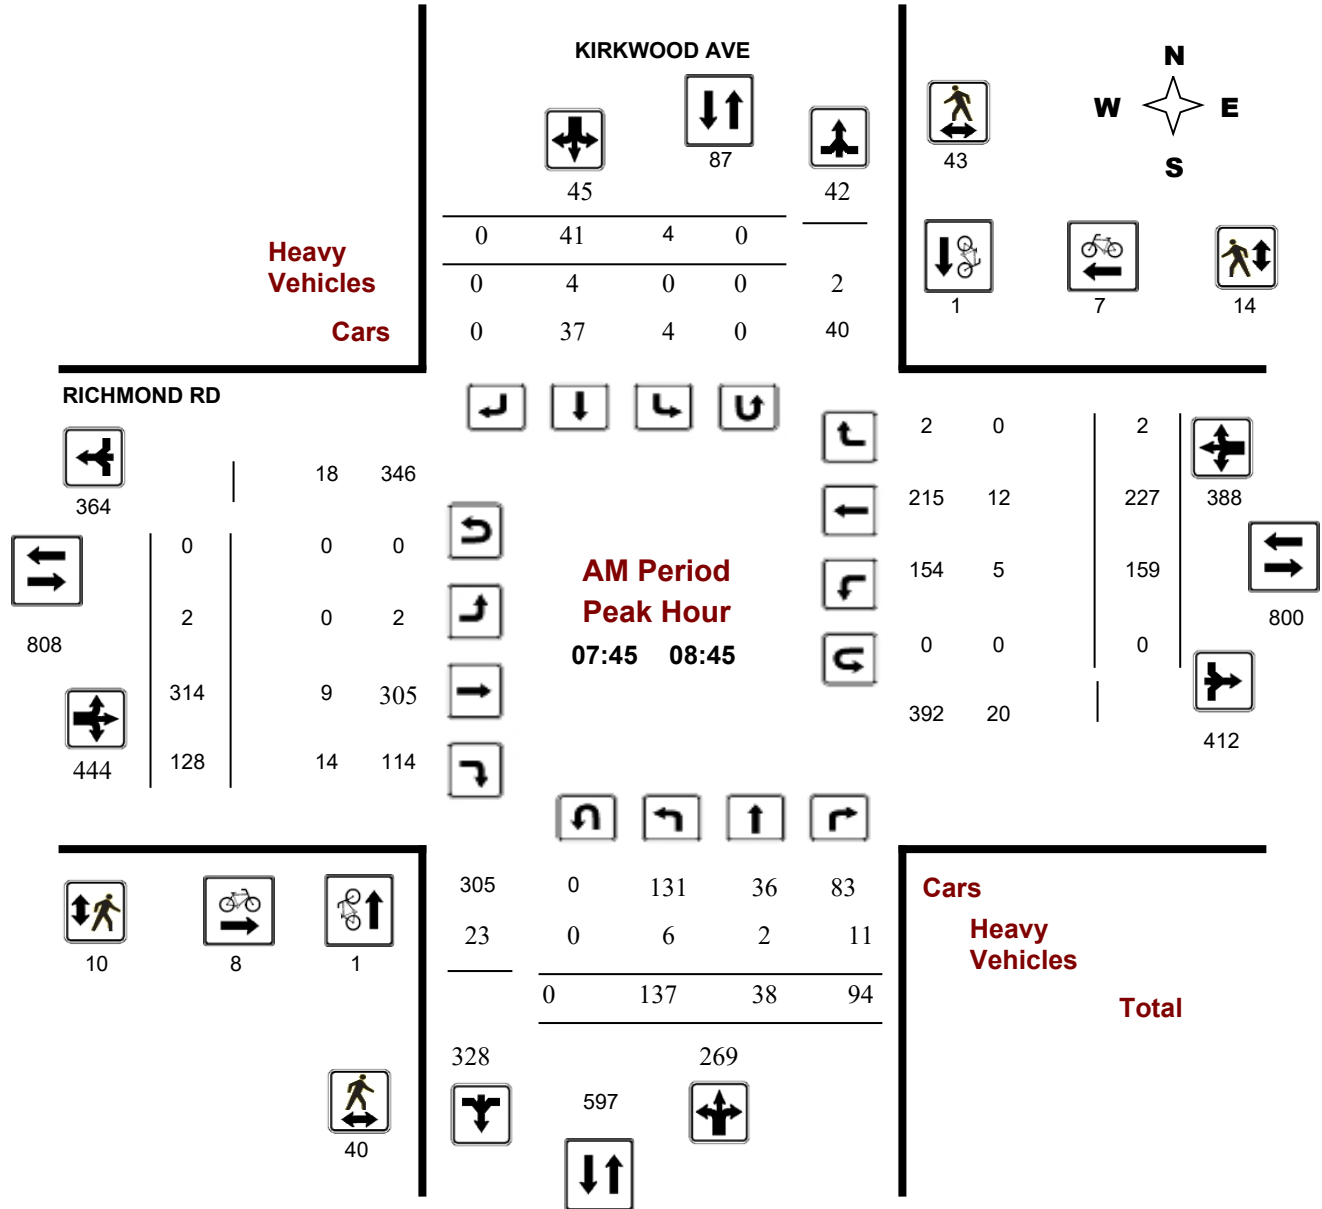 KIRKWOOD AVE
N
W E
S
87
43
45 42
0 41 4 0
Heavy
Vehicles
0 4 0 0 2
Cars
0 37 4 0 40
1 7 14
RICHMOND RD
364
18 346
0 0 0
2 0 2
808
314 9 305
444
128 14 114
AM Period
Peak Hour
07:45 08:45
2 0 2
215 12 227 388
154 5 159
800
0 0 0
392 20
412
305 0 131 36 83
23 0 6 2 11
0 137 38 94
10 8 1
Cars
Heavy
Vehicles
Total
328 269
597
40